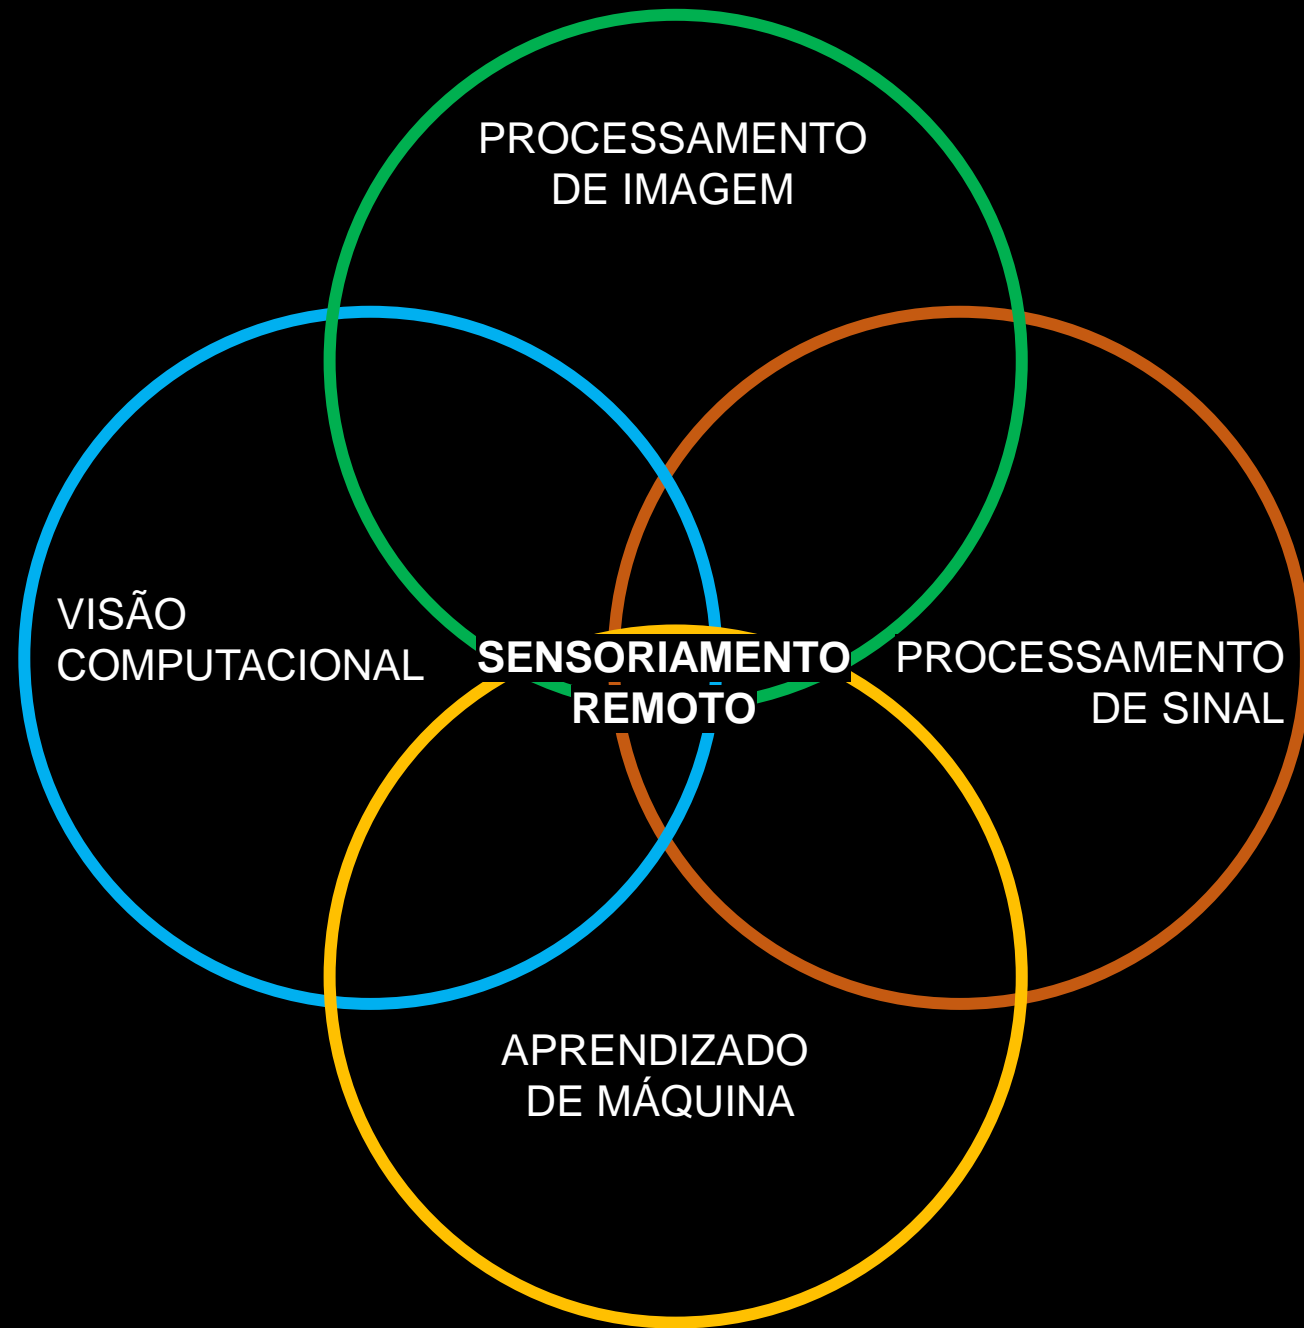 PROCESSAMENTO
DE IMAGEM
VISÃO
COMPUTACIONAL
SENSORIAMENTO
REMOTO
PROCESSAMENTO
DE SINAL
APRENDIZADO
DE MÁQUINA